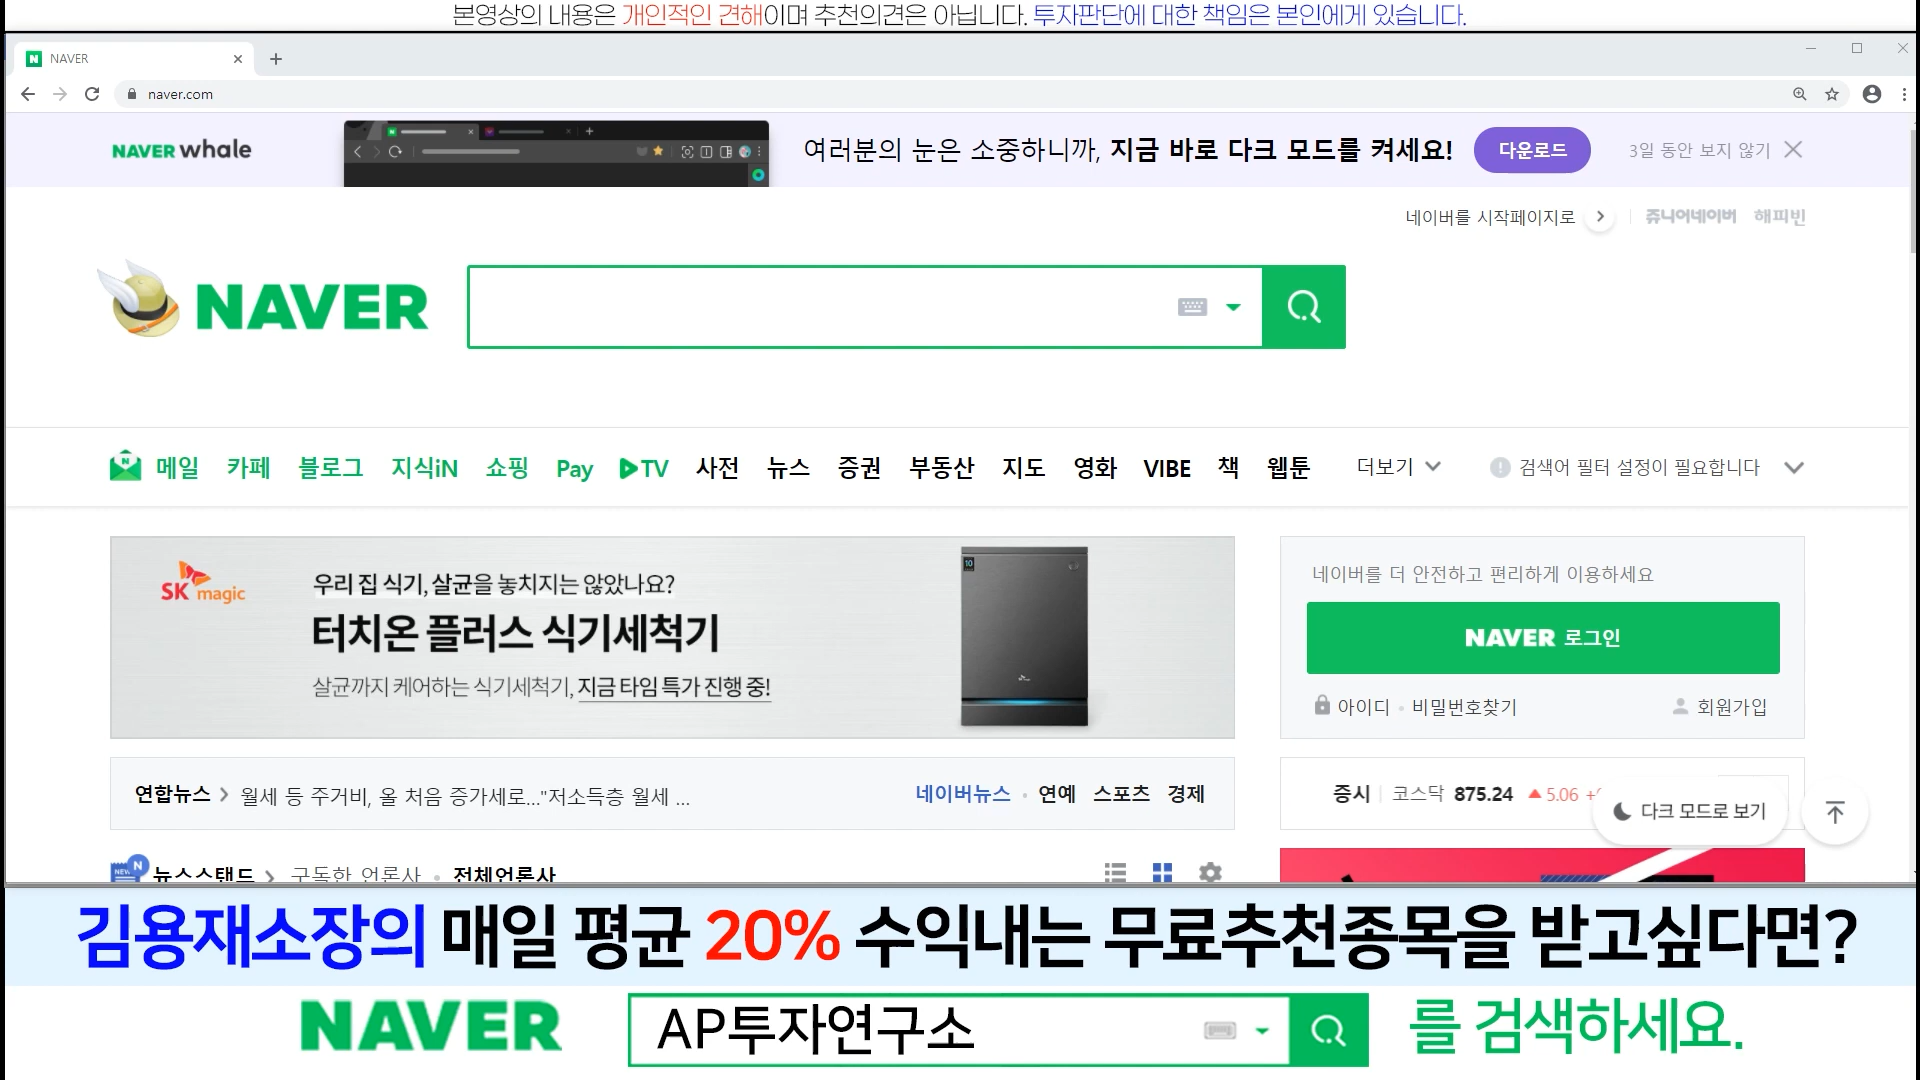 본영상의 내용은 개인적인 견해이며 추천의견은 아닙니다. 투자판단에 대한 책임은 본인에게 있습니다.
NAVER
naver.com
NAVER whale
여러분의 눈은 소중하니까, 지금 바로 다크 모드를 켜세요!
다운로드
3일 동안 보지 않기
네이버를 시작페이지로
쥬니어네이버 해피빈
NAVER
메일 카페 블로그 지식iN 쇼핑 Pay TV 사전 뉴스 증권 부동산 지도 영화 VIBE 책 웹툰 더보기 검색어 필터 설정이 필요합니다
SK magic
우리 집 식기, 살균을 놓치지는 않았나요?
터치온 플러스 식기세척기
살균까지 케어하는 식기세척기, 지금 타임 특가 진행 중!
네이버를 더 안전하고 편리하게 이용하세요
NAVER 로그인
아이디 · 비밀번호찾기 회원가입
연합뉴스 > 월세 등 주거비, 올 처음 증가세로..."저소득층 월세 ...
네이버뉴스 · 연예 스포츠 경제
증시 코스닥 875.24 ▲ 5.06
다크 모드로 보기
뉴스스탠드 > 구독한 언론사 · 전체언론사
김용재소장의 매일 평균 20% 수익내는 무료추천종목을 받고싶다면?
NAVER AP투자연구소 를 검색하세요.